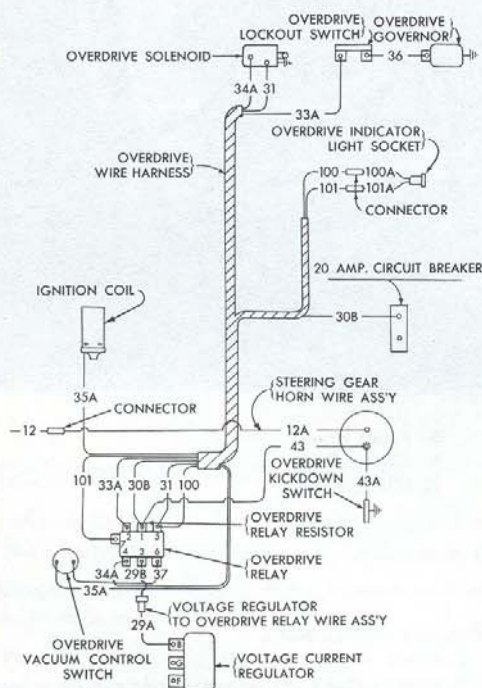 OVERDRIVE LOCKOUT SWITCH
OVERDRIVE GOVERNOR
OVERDRIVE SOLENOID
36
34A 31
33A
OVERDRIVE INDICATOR
LIGHT SOCKET
OVERDRIVE
WIRE HARNESS
100 100A
101 101A
CONNECTOR
20 AMP. CIRCUIT BREAKER
IGNITION COIL
30B
35A
STEERING GEAR
HORN WIRE ASS'Y
CONNECTOR
12
12A
43
OVERDRIVE
KICKDOWN
SWITCH
43A
101 33A 30B 31 100
OVERDRIVE
RELAY RESISTOR
2 1 3
7
4 3 6
OVERDRIVE
RELAY
34A 29B 37
35A
VOLTAGE REGULATOR
TO OVERDRIVE RELAY WIRE ASS'Y
29A
OVERDRIVE
VACUUM CONTROL
SWITCH
B
G
F
VOLTAGE CURRENT
REGULATOR